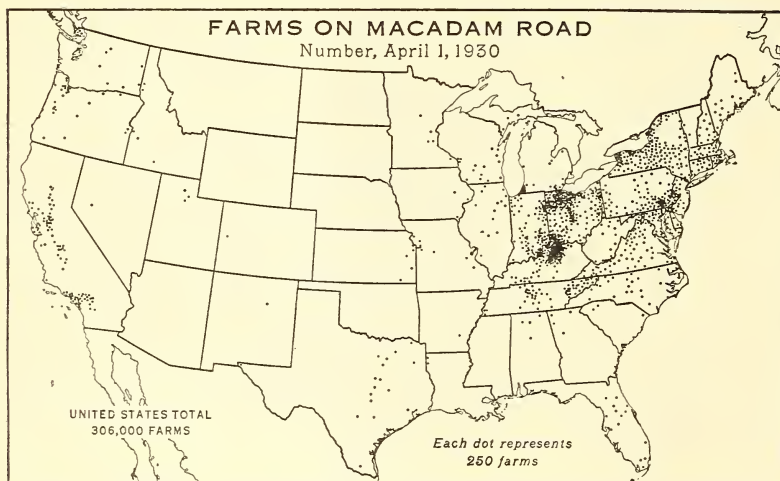 FARMS ON MACADAM ROAD
Number, April 1, 1930
UNITED STATES TOTAL
306,000 FARMS
Each dot represents
250 farms